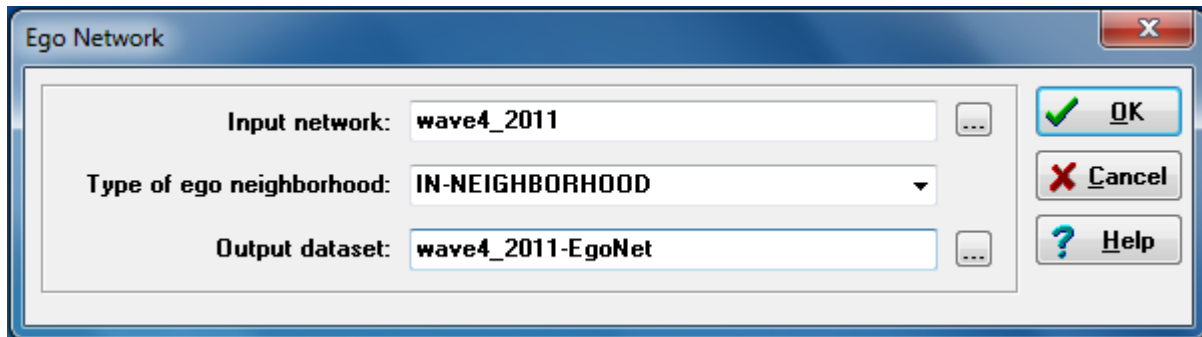 Ego Network
Input network: wave4_2011 ... OK
Type of ego neighborhood: IN-NEIGHBORHOOD Cancel
Output dataset: wave4_2011-EgoNet ... Help